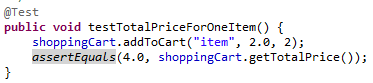 @Test
public void testTotalPriceForOneItem() {
    shoppingCart.addToCart("item", 2.0, 2);
    assertEquals(4.0, shoppingCart.getTotalPrice());
}